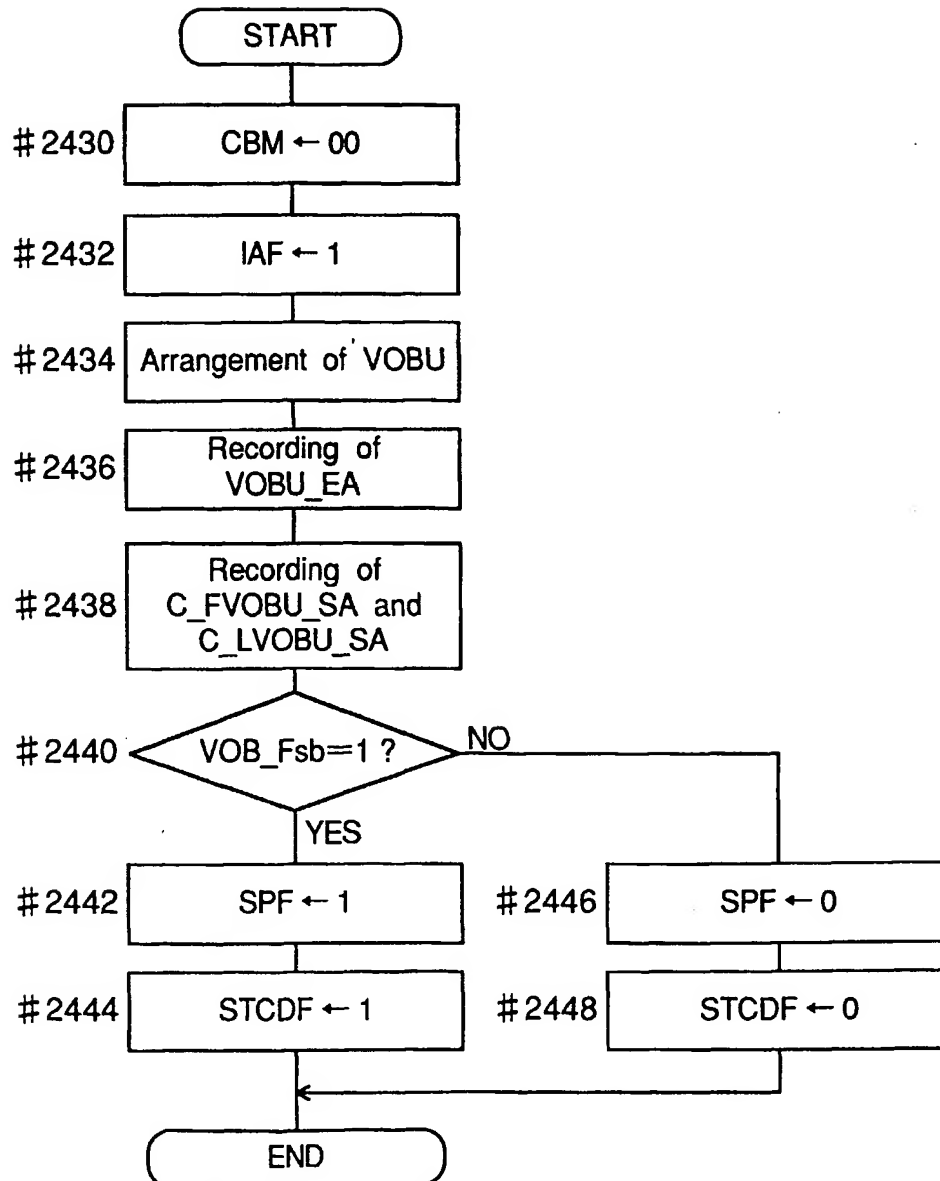 START
#2430
CBM ← 00
#2432
IAF ← 1
#2434
Arrangement of VOBU
#2436
Recording of
VOBU_EA
#2438
Recording of
C_FVOBU_SA and
C_LVOBU_SA
#2440
VOB_Fsb=1 ?
NO
YES
#2442
SPF ← 1
#2446
SPF ← 0
#2444
STCDF ← 1
#2448
STCDF ← 0
END